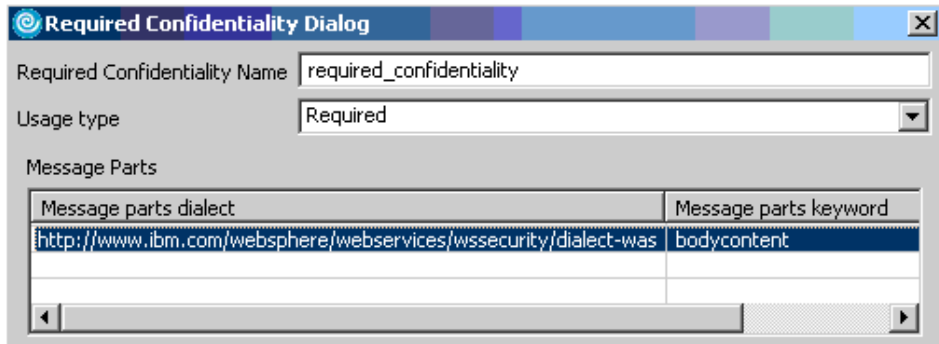 Required Confidentiality Dialog
Required Confidentiality Name required_confidentiality
Usage type Required
Message Parts
Message parts dialect Message parts keyword
http://www.ibm.com/websphere/webservices/wssecurity/dialect-was bodycontent